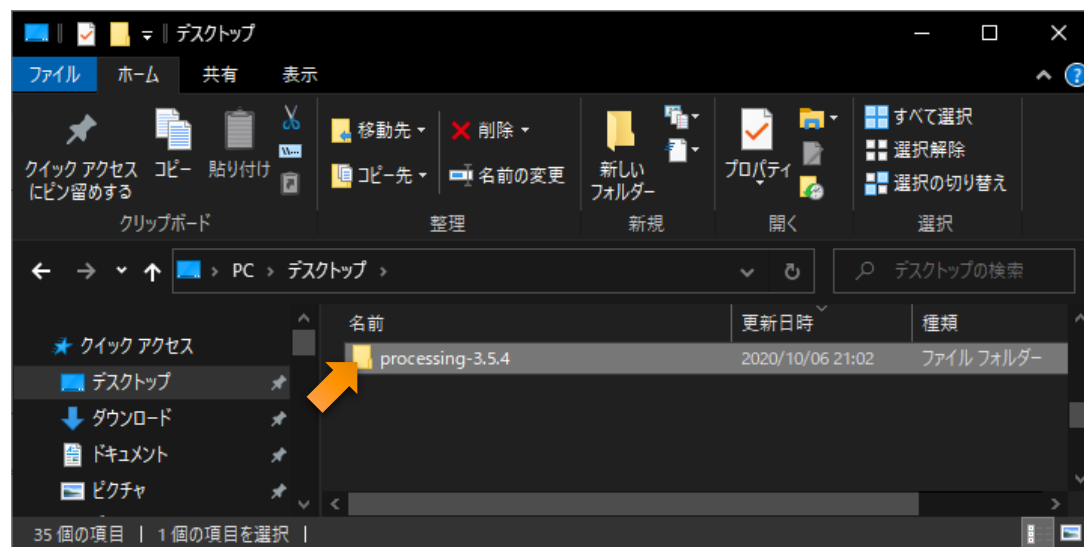 デスクトップ
ファイル ホーム 共有 表示
クイック アクセス
にピン留めする
コピー
貼り付け
クリップボード
移動先
コピー先
削除
名前の変更
整理
新しい
フォルダー
新規
プロパティ
開く
すべて選択
選択解除
選択の切り替え
選択
PC › デスクトップ ›
デスクトップの検索
クイック アクセス
デスクトップ
ダウンロード
ドキュメント
ピクチャ
名前 更新日時 種類
processing-3.5.4 2020/10/06 21:02 ファイル フォルダー
35 個の項目 1 個の項目を選択